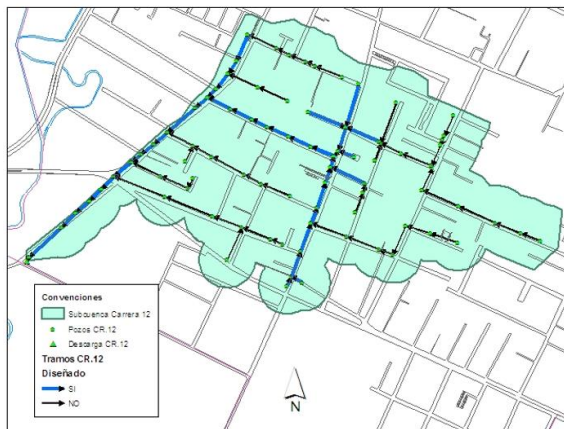 Convenciones
Subcuenca Carrera 12
Pozos CR.12
Descarga CR.12
Tramos CR.12
Diseñado
SI
NO
N